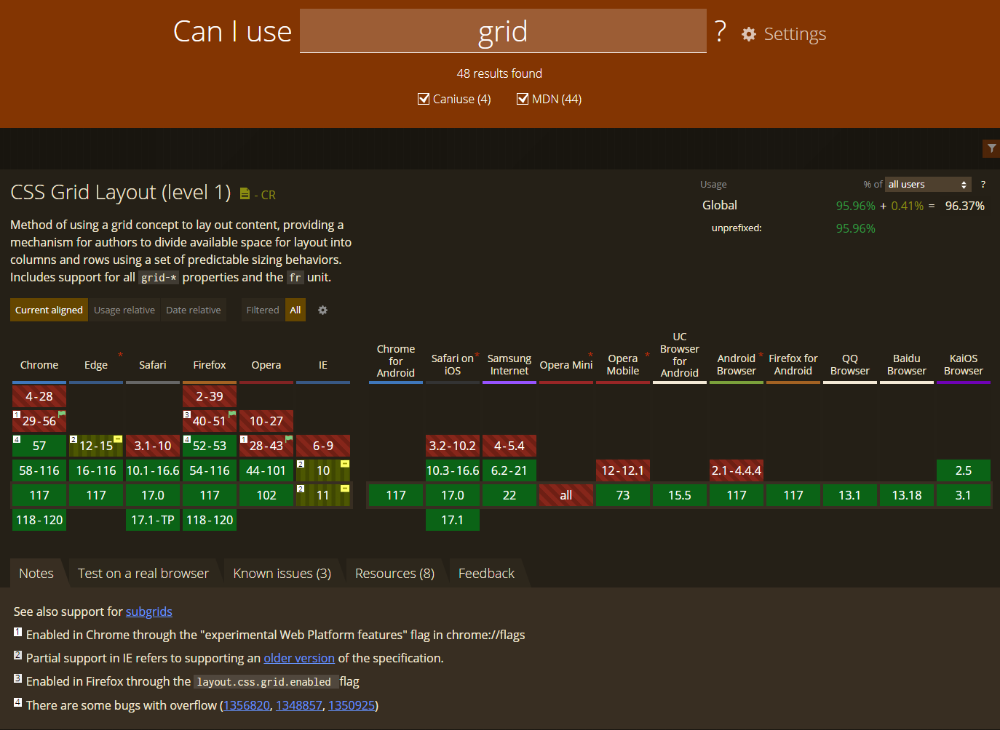 Can I use grid ? Settings
48 results found
Caniuse (4) MDN (44)
CSS Grid Layout (level 1) - CR
Usage % of all users ?
Global 95.96% + 0.41% = 96.37%
unprefixed: 95.96%
Method of using a grid concept to lay out content, providing a
mechanism for authors to divide available space for layout into
columns and rows using a set of predictable sizing behaviors.
Includes support for all grid-* properties and the fr unit.
Current aligned Usage relative Date relative Filtered All
Chrome Edge * Safari Firefox Opera IE
Chrome for Android Safari on iOS * Samsung Internet Opera Mini * Opera Mobile * UC Browser for Android Android Browser * Firefox for Android QQ Browser Baidu Browser KaiOS Browser
4-28 2-39
1 29-56 3 40-51 10-27
4 57 2 12-15 3.1-10 4 52-53 1 28-43 6-9 3.2-10.2 4-5.4
58-116 16-116 10.1-16.6 54-116 44-101 2 10 10.3-16.6 6.2-21 12-12.1 2.1-4.4.4 2.5
117 117 17.0 117 102 2 11 117 17.0 22 all 73 15.5 117 117 13.1 13.18 3.1
118-120 17.1-TP 118-120 17.1
Notes Test on a real browser Known issues (3) Resources (8) Feedback
See also support for subgrids
1 Enabled in Chrome through the "experimental Web Platform features" flag in chrome://flags
2 Partial support in IE refers to supporting an older version of the specification.
3 Enabled in Firefox through the layout.css.grid.enabled flag
4 There are some bugs with overflow (1356820, 1348857, 1350925)